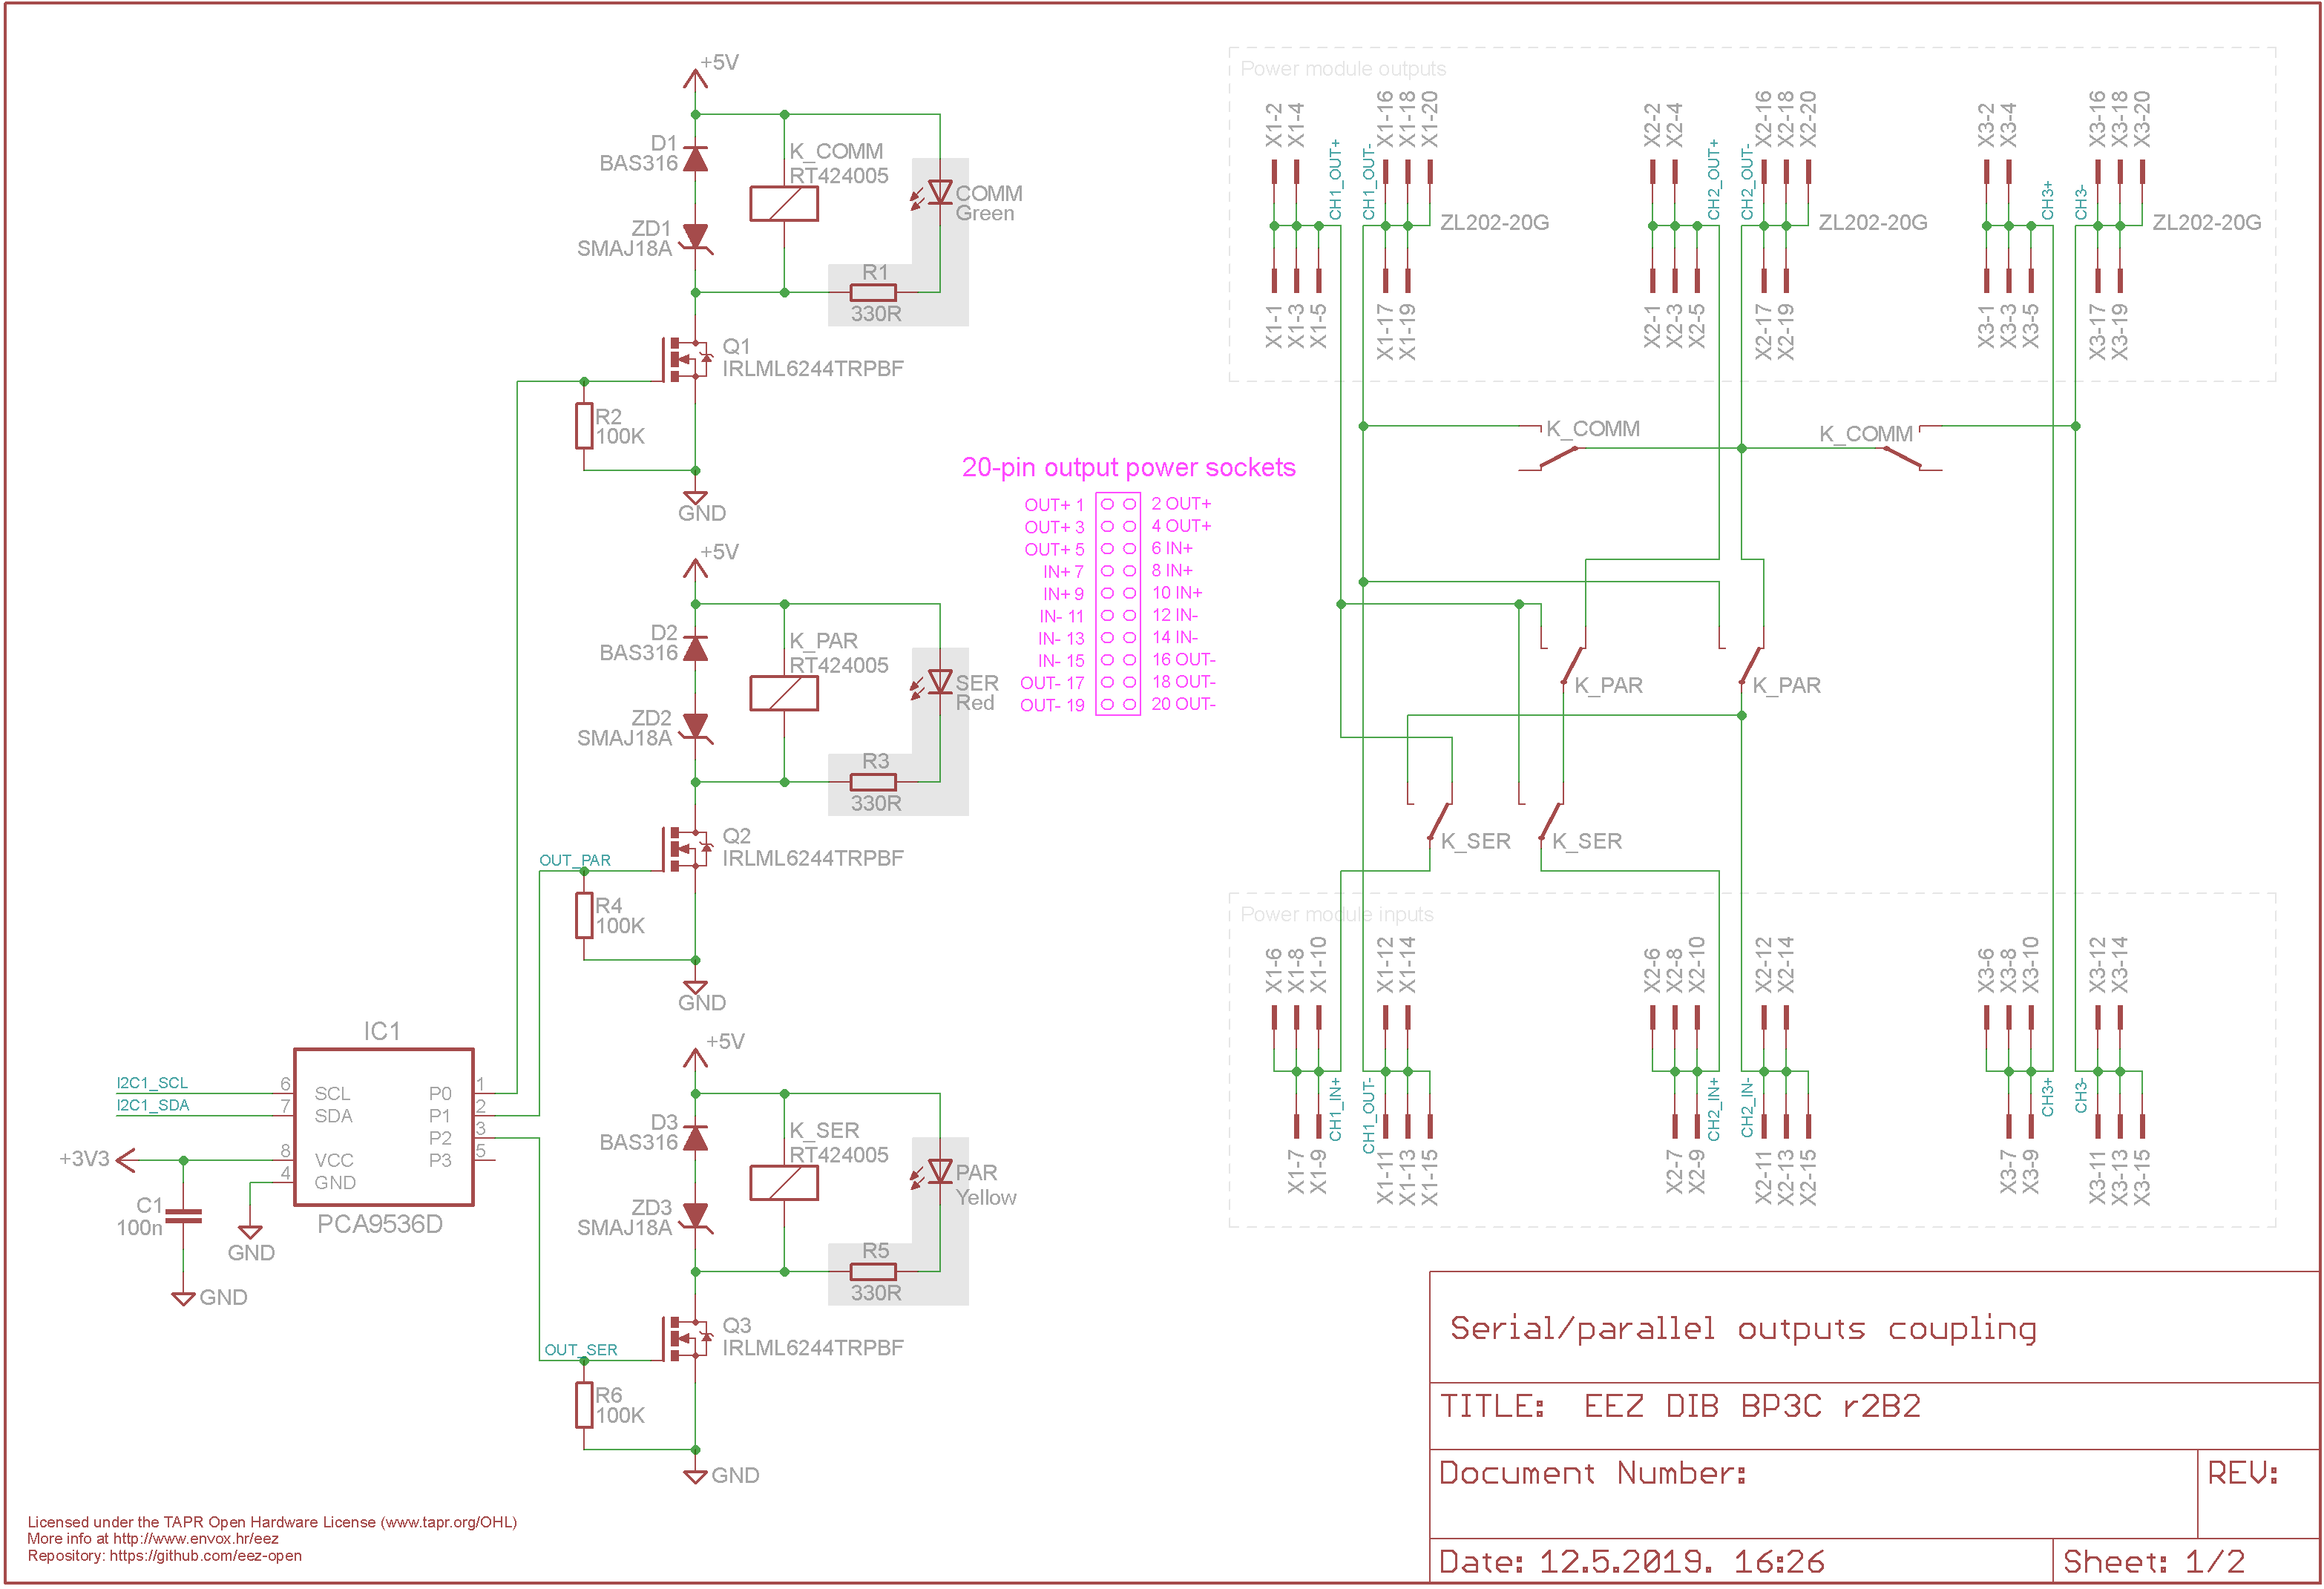 +5V
D1
BAS316
K_COMM
RT424005
COMM
Green
ZD1
SMAJ18A
R1
330R
Q1
IRLML6244TRPBF
R2
100K
GND
+5V
D2
BAS316
K_PAR
RT424005
SER
Red
ZD2
SMAJ18A
R3
330R
Q2
IRLML6244TRPBF
OUT_PAR
R4
100K
GND
+5V
D3
BAS316
K_SER
RT424005
PAR
Yellow
ZD3
SMAJ18A
R5
330R
Q3
IRLML6244TRPBF
OUT_SER
R6
100K
GND
IC1
I2C1_SCL 6 SCL P0 1
I2C1_SDA 7 SDA P1 2
P2 3
+3V3 8 VCC P3 5
4 GND
PCA9536D
C1
100n
GND
GND
20-pin output power sockets
OUT+ 1 2 OUT+
OUT+ 3 4 OUT+
OUT+ 5 6 IN+
IN+ 7 8 IN+
IN+ 9 10 IN+
IN- 11 12 IN-
IN- 13 14 IN-
IN- 15 16 OUT-
OUT- 17 18 OUT-
OUT- 19 20 OUT-
Power module outputs
X1-2
X1-4
CH1_OUT+
CH1_OUT-
X1-16
X1-18
X1-20
ZL202-20G
X1-1
X1-3
X1-5
X1-17
X1-19
X2-2
X2-4
CH2_OUT+
CH2_OUT-
X2-16
X2-18
X2-20
ZL202-20G
X2-1
X2-3
X2-5
X2-17
X2-19
X3-2
X3-4
CH3+
CH3-
X3-16
X3-18
X3-20
ZL202-20G
X3-1
X3-3
X3-5
X3-17
X3-19
K_COMM
K_COMM
K_PAR
K_PAR
K_SER
K_SER
Power module inputs
X1-6
X1-8
X1-10
X1-12
X1-14
CH1_IN+
CH1_OUT-
X1-7
X1-9
X1-11
X1-13
X1-15
X2-6
X2-8
X2-10
X2-12
X2-14
CH2_IN+
CH2_IN-
X2-7
X2-9
X2-11
X2-13
X2-15
X3-6
X3-8
X3-10
X3-12
X3-14
CH3+
CH3-
X3-7
X3-9
X3-11
X3-13
X3-15
Serial/parallel outputs coupling
TITLE: EEZ DIB BP3C r2B2
Document Number:
REV:
Date: 12.5.2019. 16:26
Sheet: 1/2
Licensed under the TAPR Open Hardware License (www.tapr.org/OHL)
More info at http://www.envox.hr/eez
Repository: https://github.com/eez-open